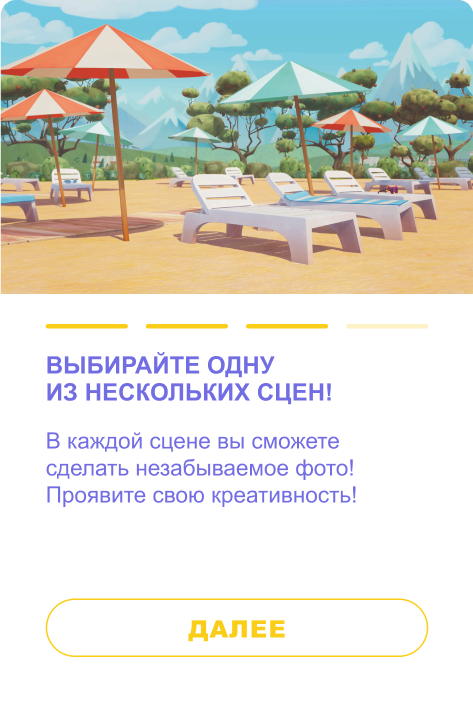 ВЫБИРАЙТЕ ОДНУ
ИЗ НЕСКОЛЬКИХ СЦЕН!
В каждой сцене вы сможете
сделать незабываемое фото!
Проявите свою креативность!
ДАЛЕЕ